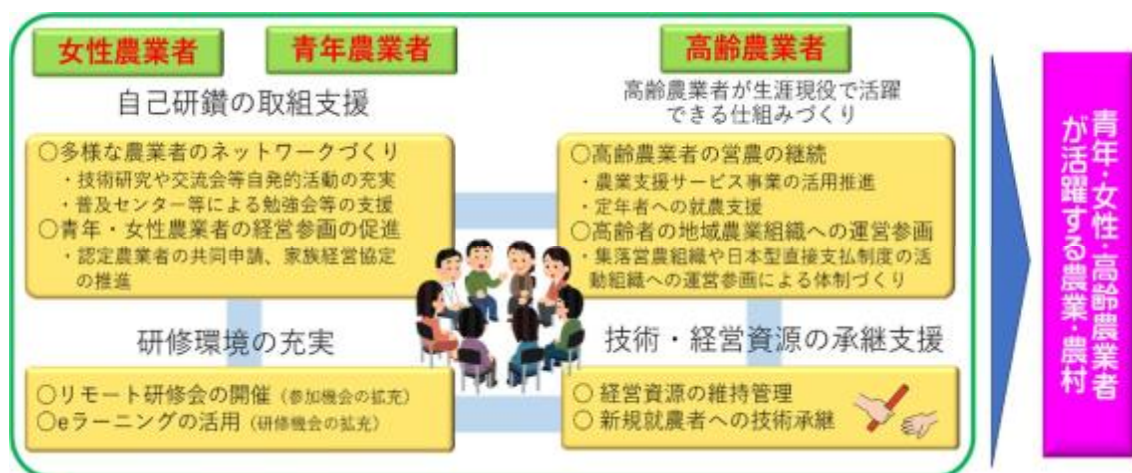 女性農業者
青年農業者
自己研鑽の取組支援
○多様な農業者のネットワークづくり
・技術研究や交流会等自発的活動の充実
・普及センター等による勉強会等の支援
○青年・女性農業者の経営参画の促進
・認定農業者の共同申請、家族経営協定
の推進
高齢農業者
高齢農業者が生涯現役で活躍
できる仕組みづくり
○高齢農業者の営農の継続
・農業支援サービス事業の活用推進
・定年者への就農支援
○高齢者の地域農業組織への運営参画
・集落営農組織や日本型直接支払制度の活
動組織への運営参画による体制づくり
研修環境の充実
○リモート研修会の開催（参加機会の拡充）
○eラーニングの活用（研修機会の拡充）
技術・経営資源の承継支援
○ 経営資源の維持管理
○ 新規就農者への技術承継
青年・女性・高齢農業者
が活躍する農業・農村